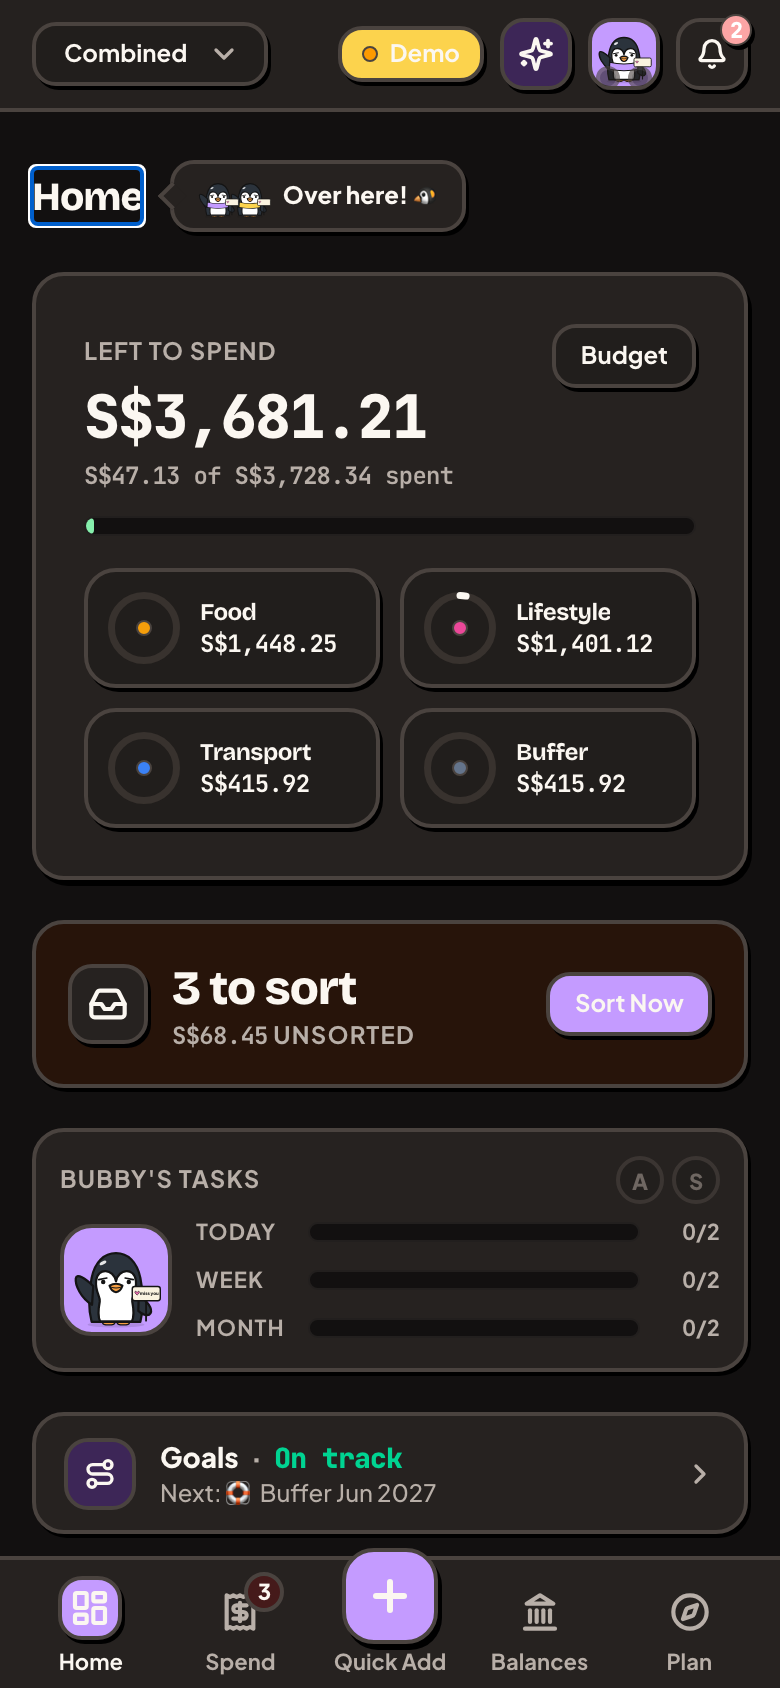 Combined
Demo
2
Home
Over here!
LEFT TO SPEND
Budget
S$3,681.21
S$47.13 of S$3,728.34 spent
Food
S$1,448.25
Lifestyle
S$1,401.12
Transport
S$415.92
Buffer
S$415.92
3 to sort
S$68.45 UNSORTED
Sort Now
BUBBY'S TASKS
A S
TODAY 0/2
WEEK 0/2
MONTH 0/2
miss you
Goals · On track
Next: 🛟 Buffer Jun 2027
3
Home
Spend
Quick Add
Balances
Plan